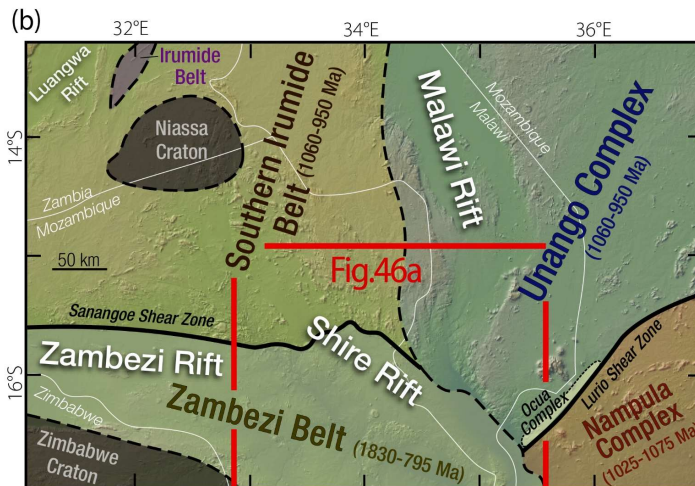 (b)
32°E
34°E
36°E
14°S
16°S
Luangwa
Rift
Irumide
Belt
Niassa
Craton
Southern Irumide
Belt (1060-950 Ma)
Malawi Rift
Mozambique
Malawi
Unango Complex
(1060-950 Ma)
Zambia
Mozambique
50 km
Fig.46a
Sanangoe Shear Zone
Zambezi Rift
Shire Rift
Zimbabwe
Zambezi Belt (1830-795 Ma)
Zimbabwe
Craton
Ocua
Complex
Lurio Shear Zone
Nampula
Complex
(1025-1075 Ma)